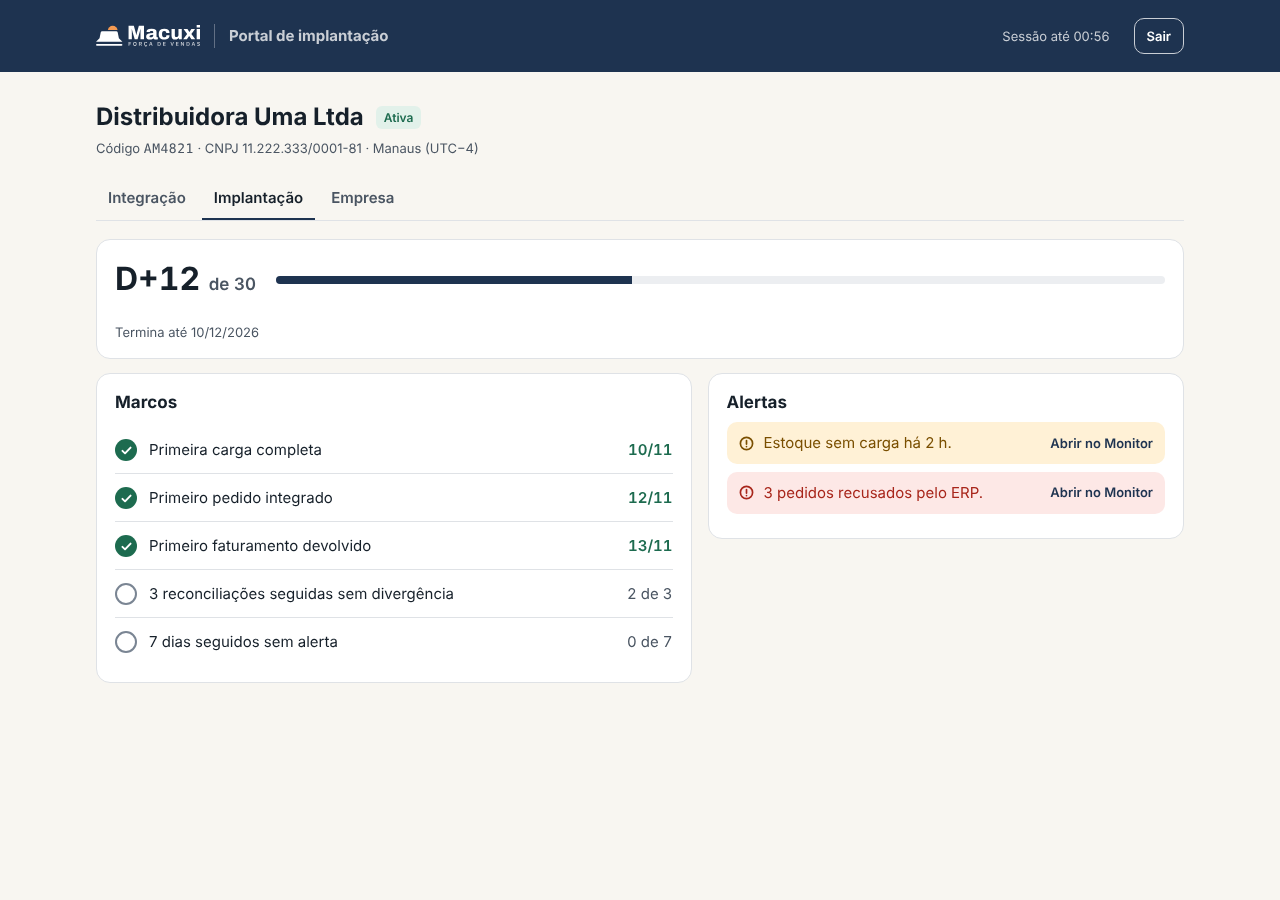 Macuxi
FORÇA DE VENDAS
Portal de implantação
Sessão até 00:56
Sair
Distribuidora Uma Ltda
Ativa
Código AM4821 · CNPJ 11.222.333/0001-81 · Manaus (UTC−4)
Integração
Implantação
Empresa
D+12 de 30
Termina até 10/12/2026
Marcos
Primeira carga completa 10/11
Primeiro pedido integrado 12/11
Primeiro faturamento devolvido 13/11
3 reconciliações seguidas sem divergência 2 de 3
7 dias seguidos sem alerta 0 de 7
Alertas
Estoque sem carga há 2 h. Abrir no Monitor
3 pedidos recusados pelo ERP. Abrir no Monitor